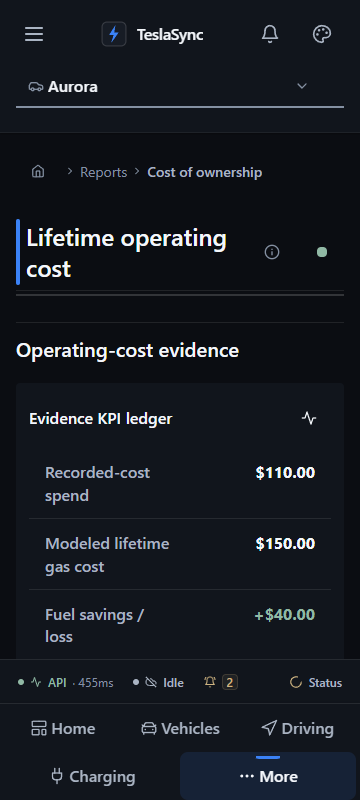 TeslaSync
Aurora
Reports
Cost of ownership
Lifetime operating
cost
Operating-cost evidence
Evidence KPI ledger
Recorded-cost
spend
$110.00
Modeled lifetime
gas cost
$150.00
Fuel savings /
loss
+$40.00
API · 455ms
Idle
2
Status
Home
Vehicles
Driving
Charging
More